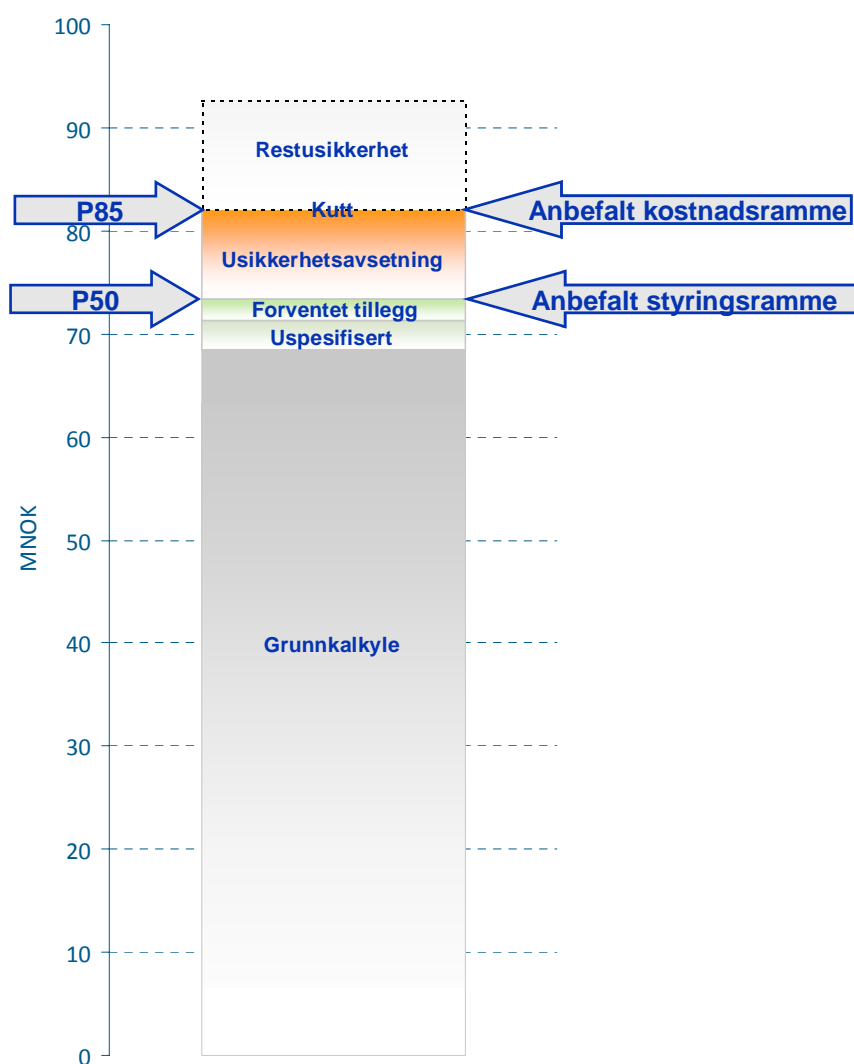 100
90
Restusikkerhet
P85
Kutt
Anbefalt kostnadsramme
80
Usikkerhetsavsetning
P50
Forventet tillegg
Anbefalt styringsramme
70
Uspesifisert
60
MNOK
50
Grunnkalkyle
40
30
20
10
0